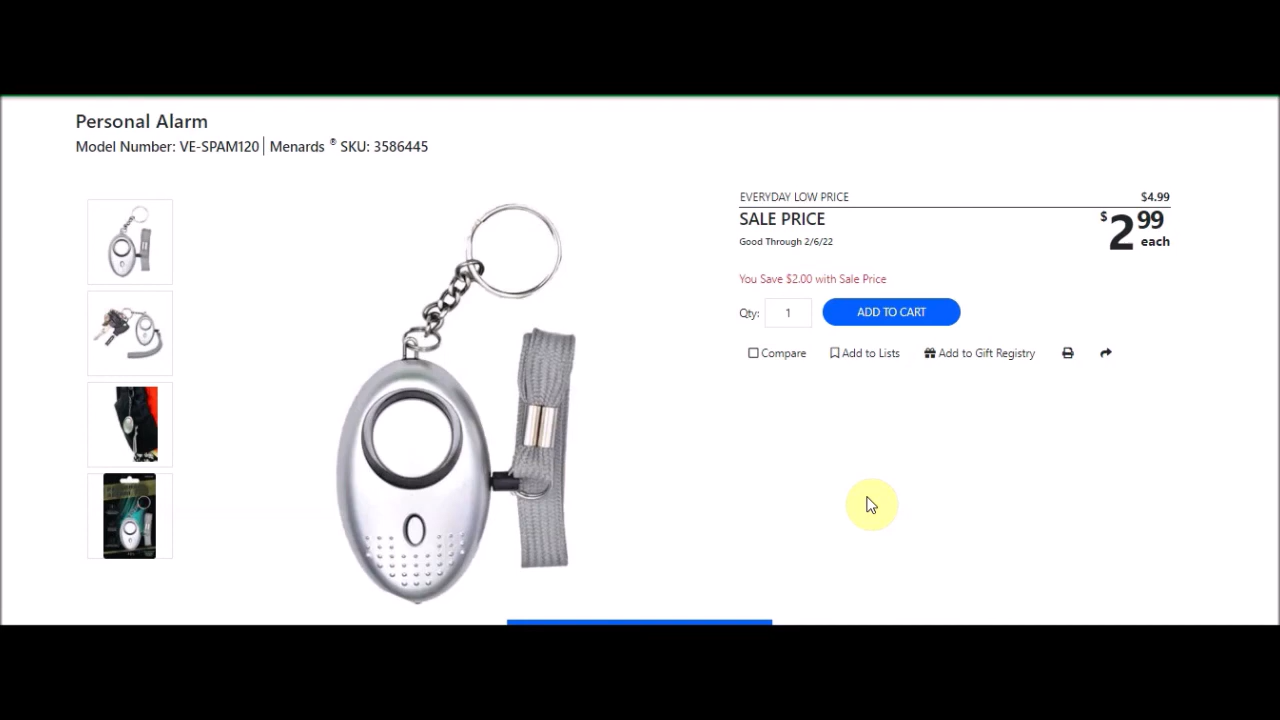 Personal Alarm
Model Number: VE-SPAM120 | Menards ® SKU: 3586445
EVERYDAY LOW PRICE $4.99
SALE PRICE $2 99
Good Through 2/6/22 each
You Save $2.00 with Sale Price
Qty: 1 ADD TO CART
Compare Add to Lists Add to Gift Registry